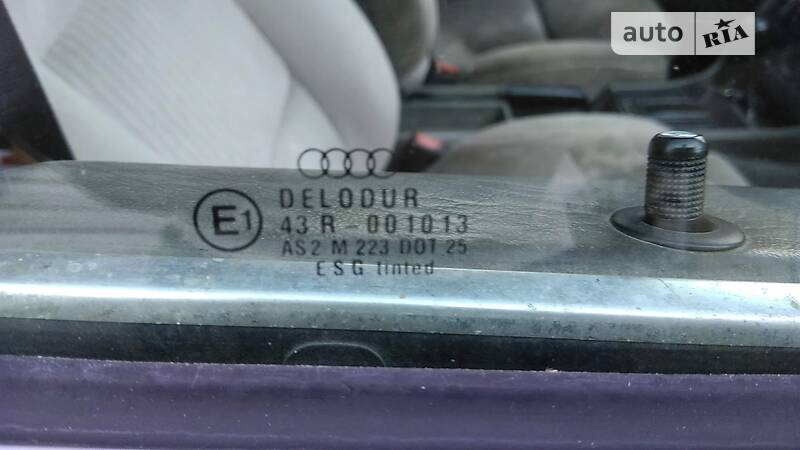 auto RIA
DELODUR
E1
43 R-001013
AS2 M 223 DOT 25
ESG tinted